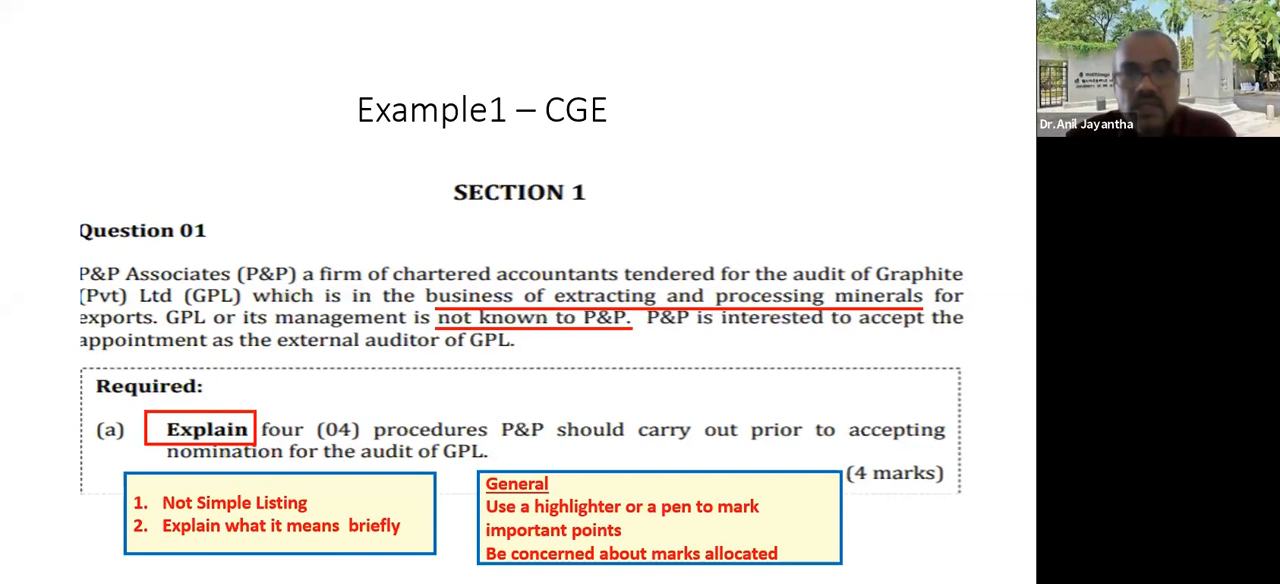 Example1 – CGE
SECTION 1
Question 01
P&P Associates (P&P) a firm of chartered accountants tendered for the audit of Graphite
(Pvt) Ltd (GPL) which is in the business of extracting and processing minerals for
exports. GPL or its management is not known to P&P. P&P is interested to accept the
appointment as the external auditor of GPL.
Required:
(a) Explain four (04) procedures P&P should carry out prior to accepting
nomination for the audit of GPL.
(4 marks)
1. Not Simple Listing
2. Explain what it means briefly
General
Use a highlighter or a pen to mark
important points
Be concerned about marks allocated
Dr.Anil Jayantha